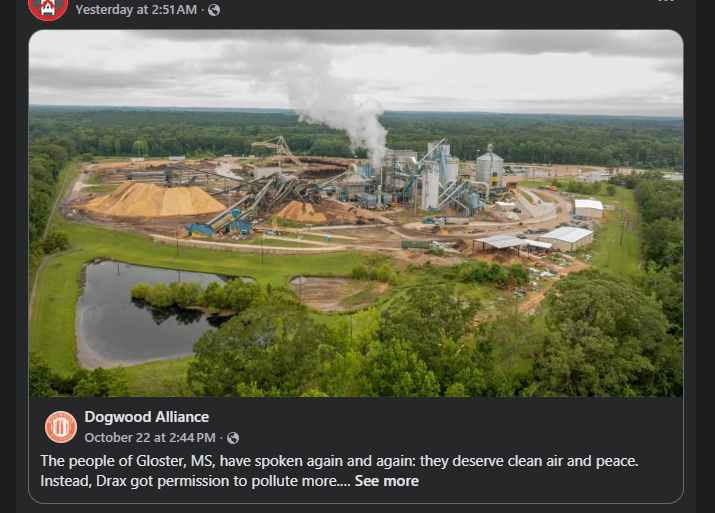 Yesterday at 2:51 AM ·
Dogwood Alliance
October 22 at 2:44 PM ·
The people of Gloster, MS, have spoken again and again: they deserve clean air and peace.
Instead, Drax got permission to pollute more.... See more